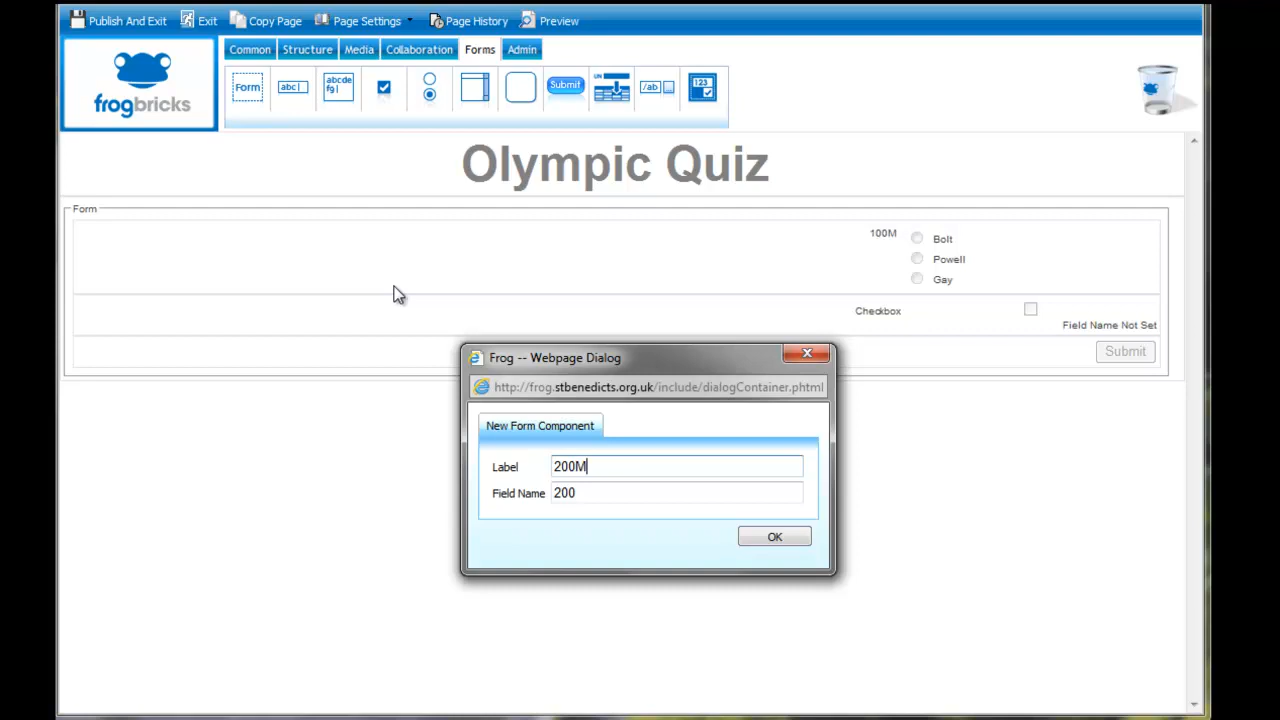 Publish And Exit Exit Copy Page Page Settings Page History Preview
frogbricks
Common Structure Media Collaboration Forms Admin
Form abc abcde Submit /ab 123
fg
Olympic Quiz
Form
100M Bolt
Powell
Gay
Checkbox
Field Name Not Set
Submit
Frog -- Webpage Dialog
http://frog.stbenedicts.org.uk/include/dialogContainer.phtml
New Form Component
Label 200M
Field Name 200
OK